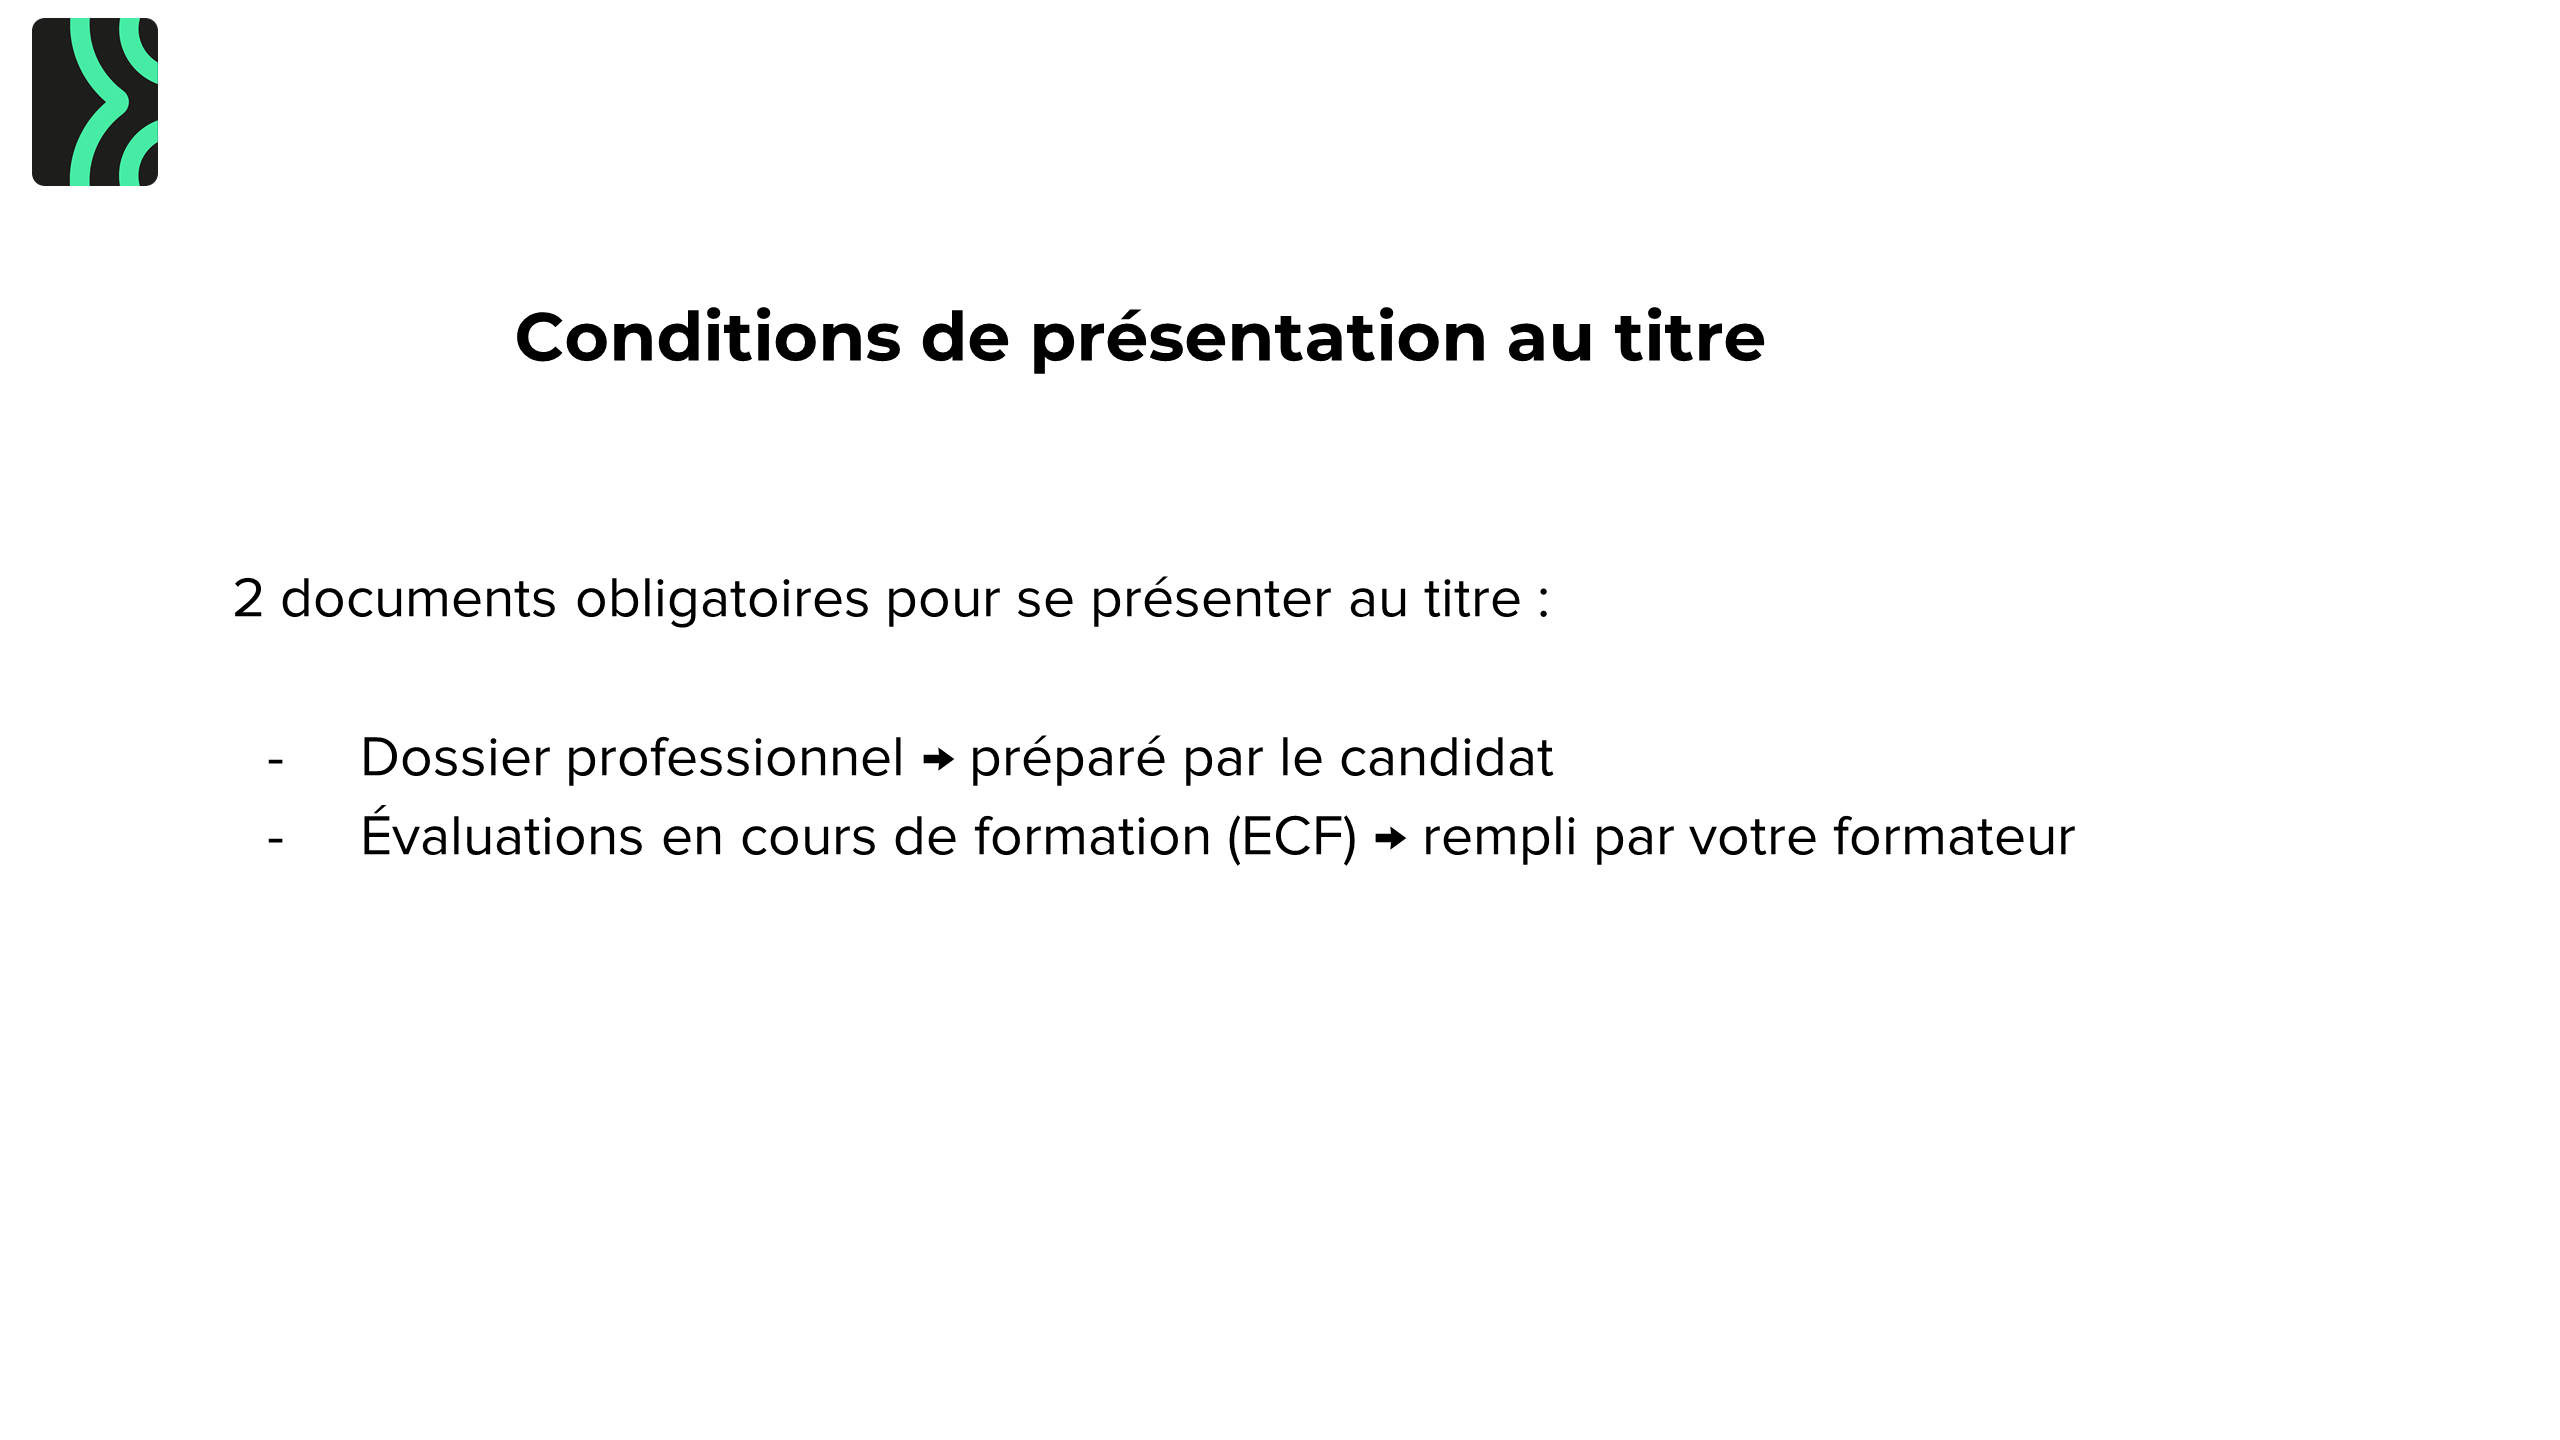 Conditions de présentation au titre
2 documents obligatoires pour se présenter au titre :
- Dossier professionnel 🠲 préparé par le candidat
- Évaluations en cours de formation (ECF) 🠲 rempli par votre formateur